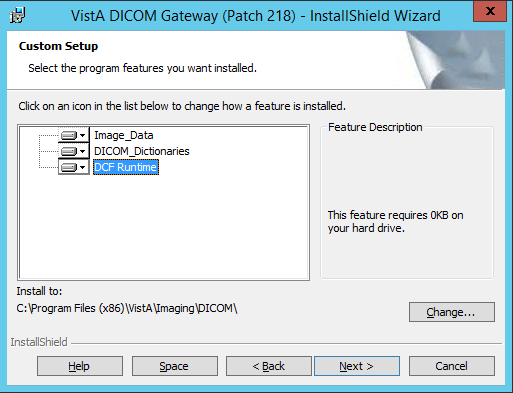 VistA DICOM Gateway (Patch 218) - InstallShield Wizard
X
Custom Setup
Select the program features you want installed.
Click on an icon in the list below to change how a feature is installed.
Image_Data
DICOM_Dictionaries
DCF Runtime
Feature Description
This feature requires 0KB on
your hard drive.
Install to:
C:\Program Files (x86)\VistA\Imaging\DICOM\
Change...
InstallShield
Help
Space
< Back
Next >
Cancel